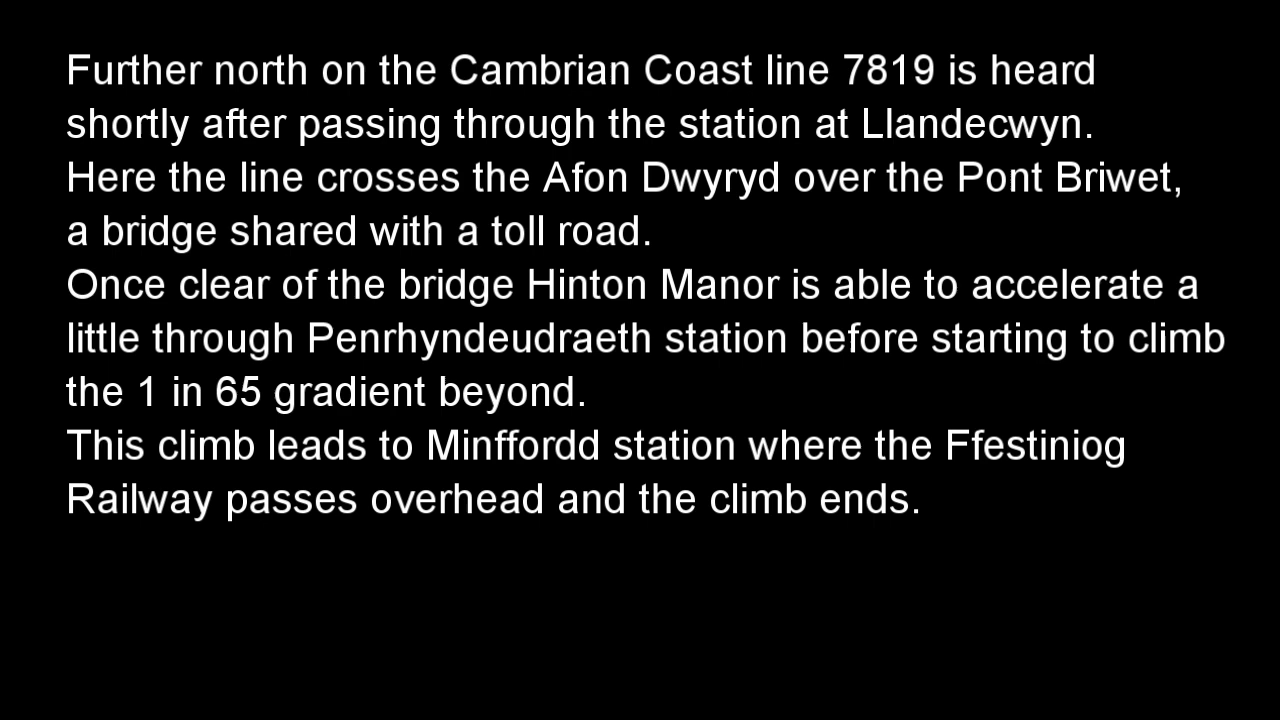 Further north on the Cambrian Coast line 7819 is heard
shortly after passing through the station at Llandecwyn.
Here the line crosses the Afon Dwyryd over the Pont Briwet,
a bridge shared with a toll road.
Once clear of the bridge Hinton Manor is able to accelerate a
little through Penrhyndeudraeth station before starting to climb
the 1 in 65 gradient beyond.
This climb leads to Minffordd station where the Ffestiniog
Railway passes overhead and the climb ends.